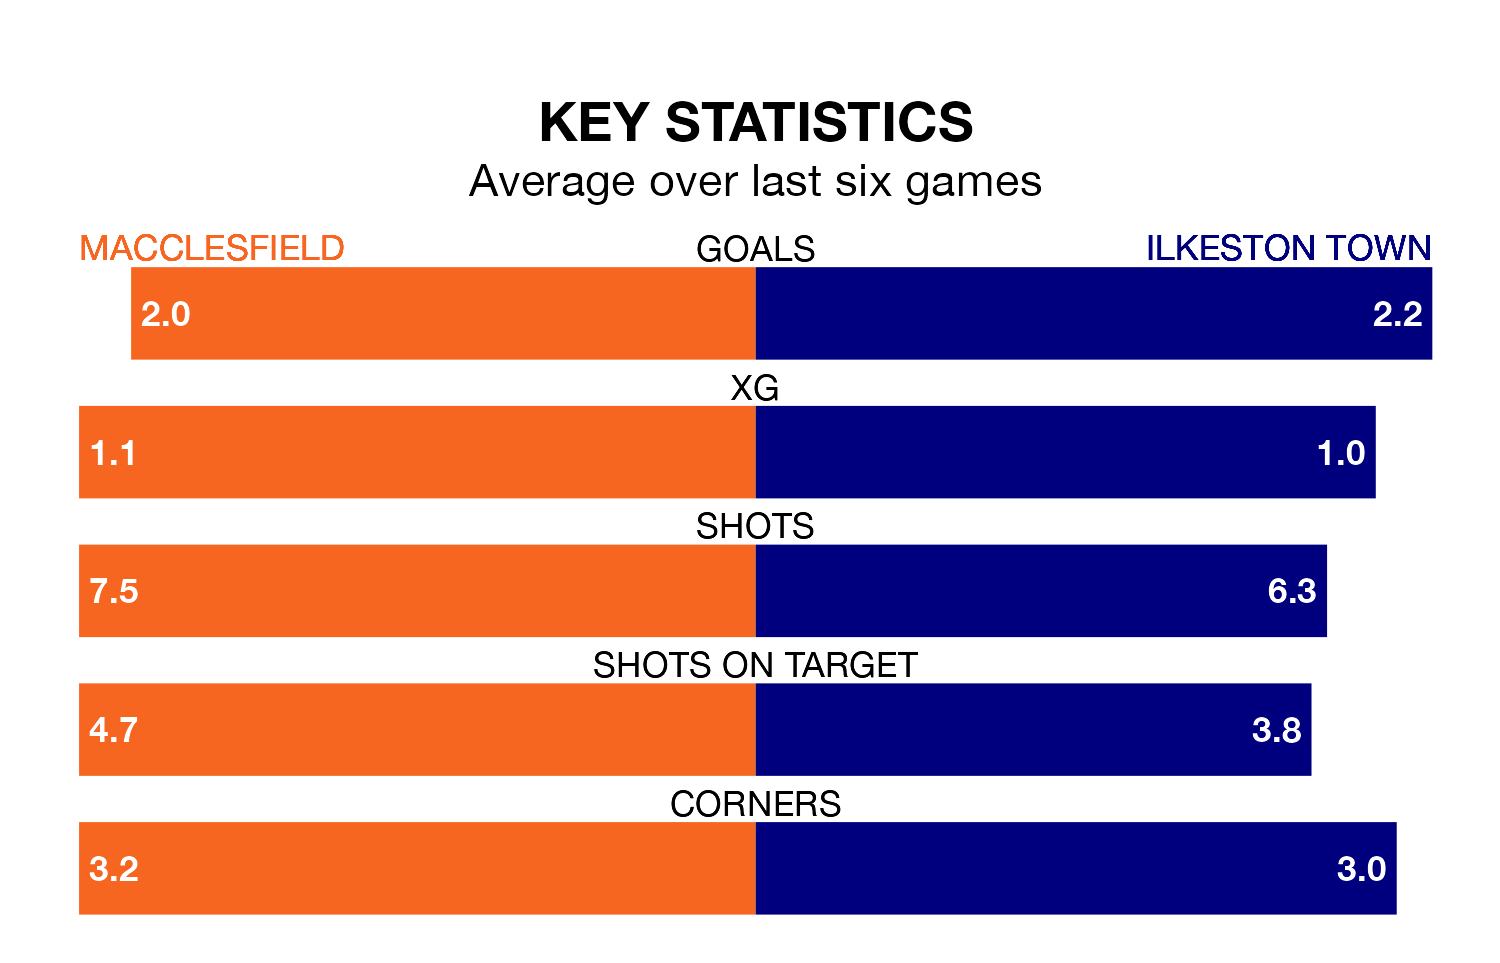 KEY STATISTICS
Average over last six games
MACCLESFIELD GOALS ILKESTON TOWN
2.0 2.2
XG
1.1 1.0
SHOTS
7.5 6.3
SHOTS ON TARGET
4.7 3.8
CORNERS
3.2 3.0